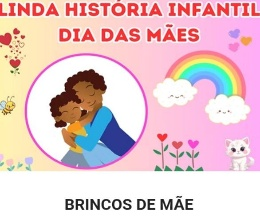 LINDA HISTÓRIA INFANTIL
DIA DAS MÃES
BRINCOS DE MÃE